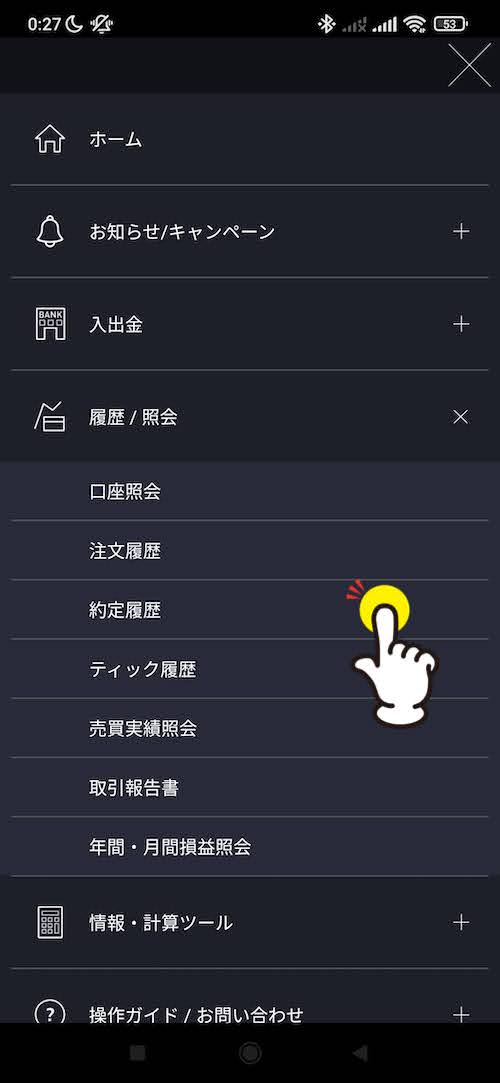 0:27
53
ホーム
お知らせ/キャンペーン
BANK
入出金
履歴 / 照会
口座照会
注文履歴
約定履歴
ティック履歴
売買実績照会
取引報告書
年間・月間損益照会
情報・計算ツール
?
操作ガイド / お問い合わせ